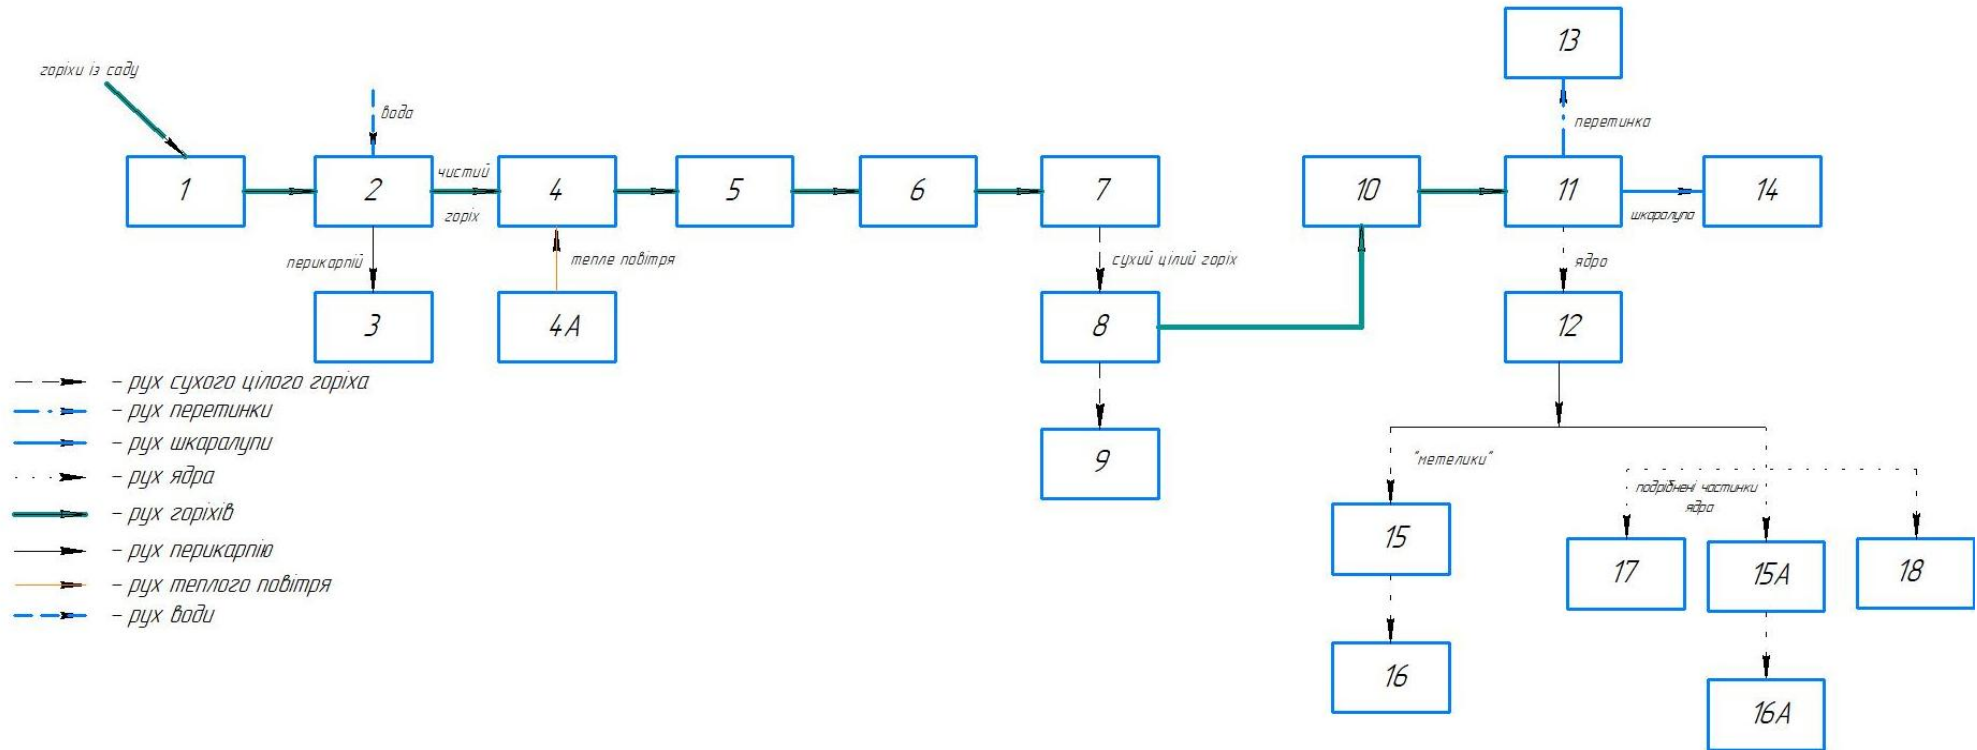 13
горіхи із саду
вода
перетинка
1
2
чистий
горіх
4
5
6
7
10
11
шкаралупа
14
перикарпій
тепле повітря
сухий цілий горіх
ядро
3
4А
8
12
– рух сухого цілого горіха
– рух перетинки
– рух шкаралупи
– рух ядра
– рух горіхів
– рух перикарпію
– рух теплого повітря
– рух води
9
"метелики"
подрібнені частинки
ядра
15
17
15А
18
16
16А